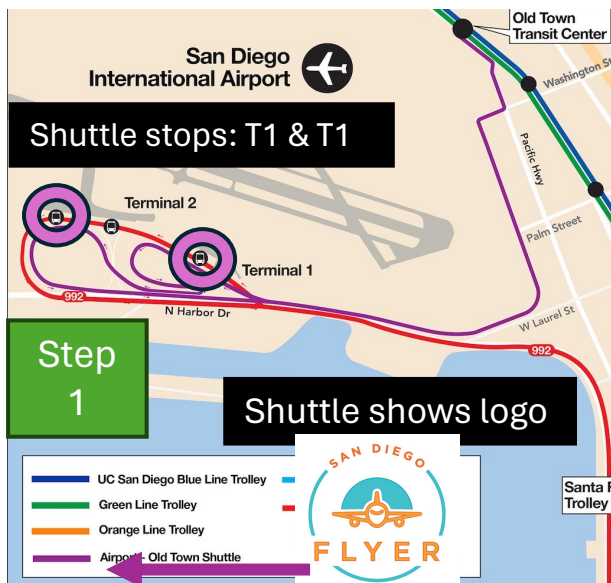 Old Town
Transit Center
San Diego
International Airport
Washington St
Shuttle stops: T1 & T1
Pacific Hwy
Terminal 2
Palm Street
Terminal 1
992
N Harbor Dr
W Laurel St
992
Step
1
Shuttle shows logo
SAN DIEGO
FLYER
UC San Diego Blue Line Trolley
Green Line Trolley
Orange Line Trolley
Airport - Old Town Shuttle
Santa F
Trolley